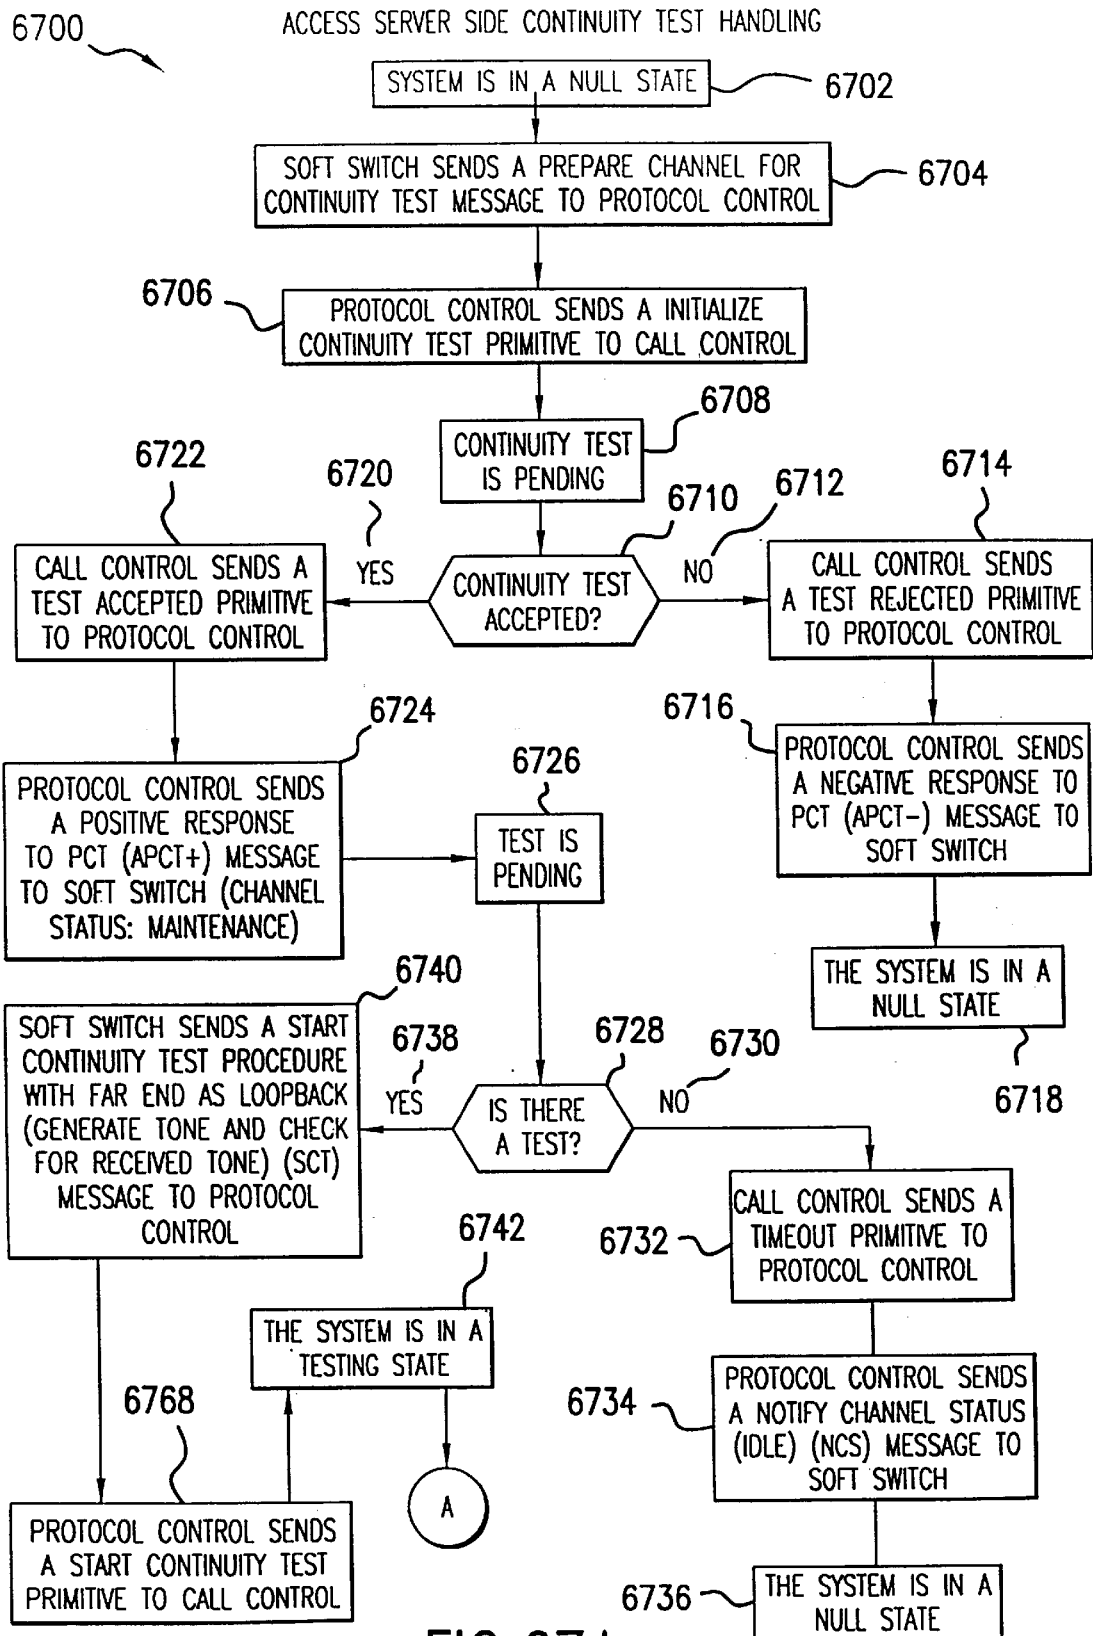 6700
ACCESS SERVER SIDE CONTINUITY TEST HANDLING
SYSTEM IS IN A NULL STATE
6702
SOFT SWITCH SENDS A PREPARE CHANNEL FOR
CONTINUITY TEST MESSAGE TO PROTOCOL CONTROL
6704
6706
PROTOCOL CONTROL SENDS A INITIALIZE
CONTINUITY TEST PRIMITIVE TO CALL CONTROL
6708
CONTINUITY TEST
IS PENDING
6710
CONTINUITY TEST
ACCEPTED?
6712
NO
6714
CALL CONTROL SENDS
A TEST REJECTED PRIMITIVE
TO PROTOCOL CONTROL
6716
PROTOCOL CONTROL SENDS
A NEGATIVE RESPONSE TO
PCT (APCT-) MESSAGE TO
SOFT SWITCH
THE SYSTEM IS IN A
NULL STATE
6718
6720
YES
6722
CALL CONTROL SENDS A
TEST ACCEPTED PRIMITIVE
TO PROTOCOL CONTROL
6724
PROTOCOL CONTROL SENDS
A POSITIVE RESPONSE
TO PCT (APCT+) MESSAGE
TO SOFT SWITCH (CHANNEL
STATUS: MAINTENANCE)
6726
TEST IS
PENDING
6728
IS THERE
A TEST?
6730
NO
6732
CALL CONTROL SENDS A
TIMEOUT PRIMITIVE TO
PROTOCOL CONTROL
6734
PROTOCOL CONTROL SENDS
A NOTIFY CHANNEL STATUS
(IDLE) (NCS) MESSAGE TO
SOFT SWITCH
6736
THE SYSTEM IS IN A
NULL STATE
6738
YES
6740
SOFT SWITCH SENDS A START
CONTINUITY TEST PROCEDURE
WITH FAR END AS LOOPBACK
(GENERATE TONE AND CHECK
FOR RECEIVED TONE) (SCT)
MESSAGE TO PROTOCOL
CONTROL
6768
PROTOCOL CONTROL SENDS
A START CONTINUITY TEST
PRIMITIVE TO CALL CONTROL
6742
THE SYSTEM IS IN A
TESTING STATE
A